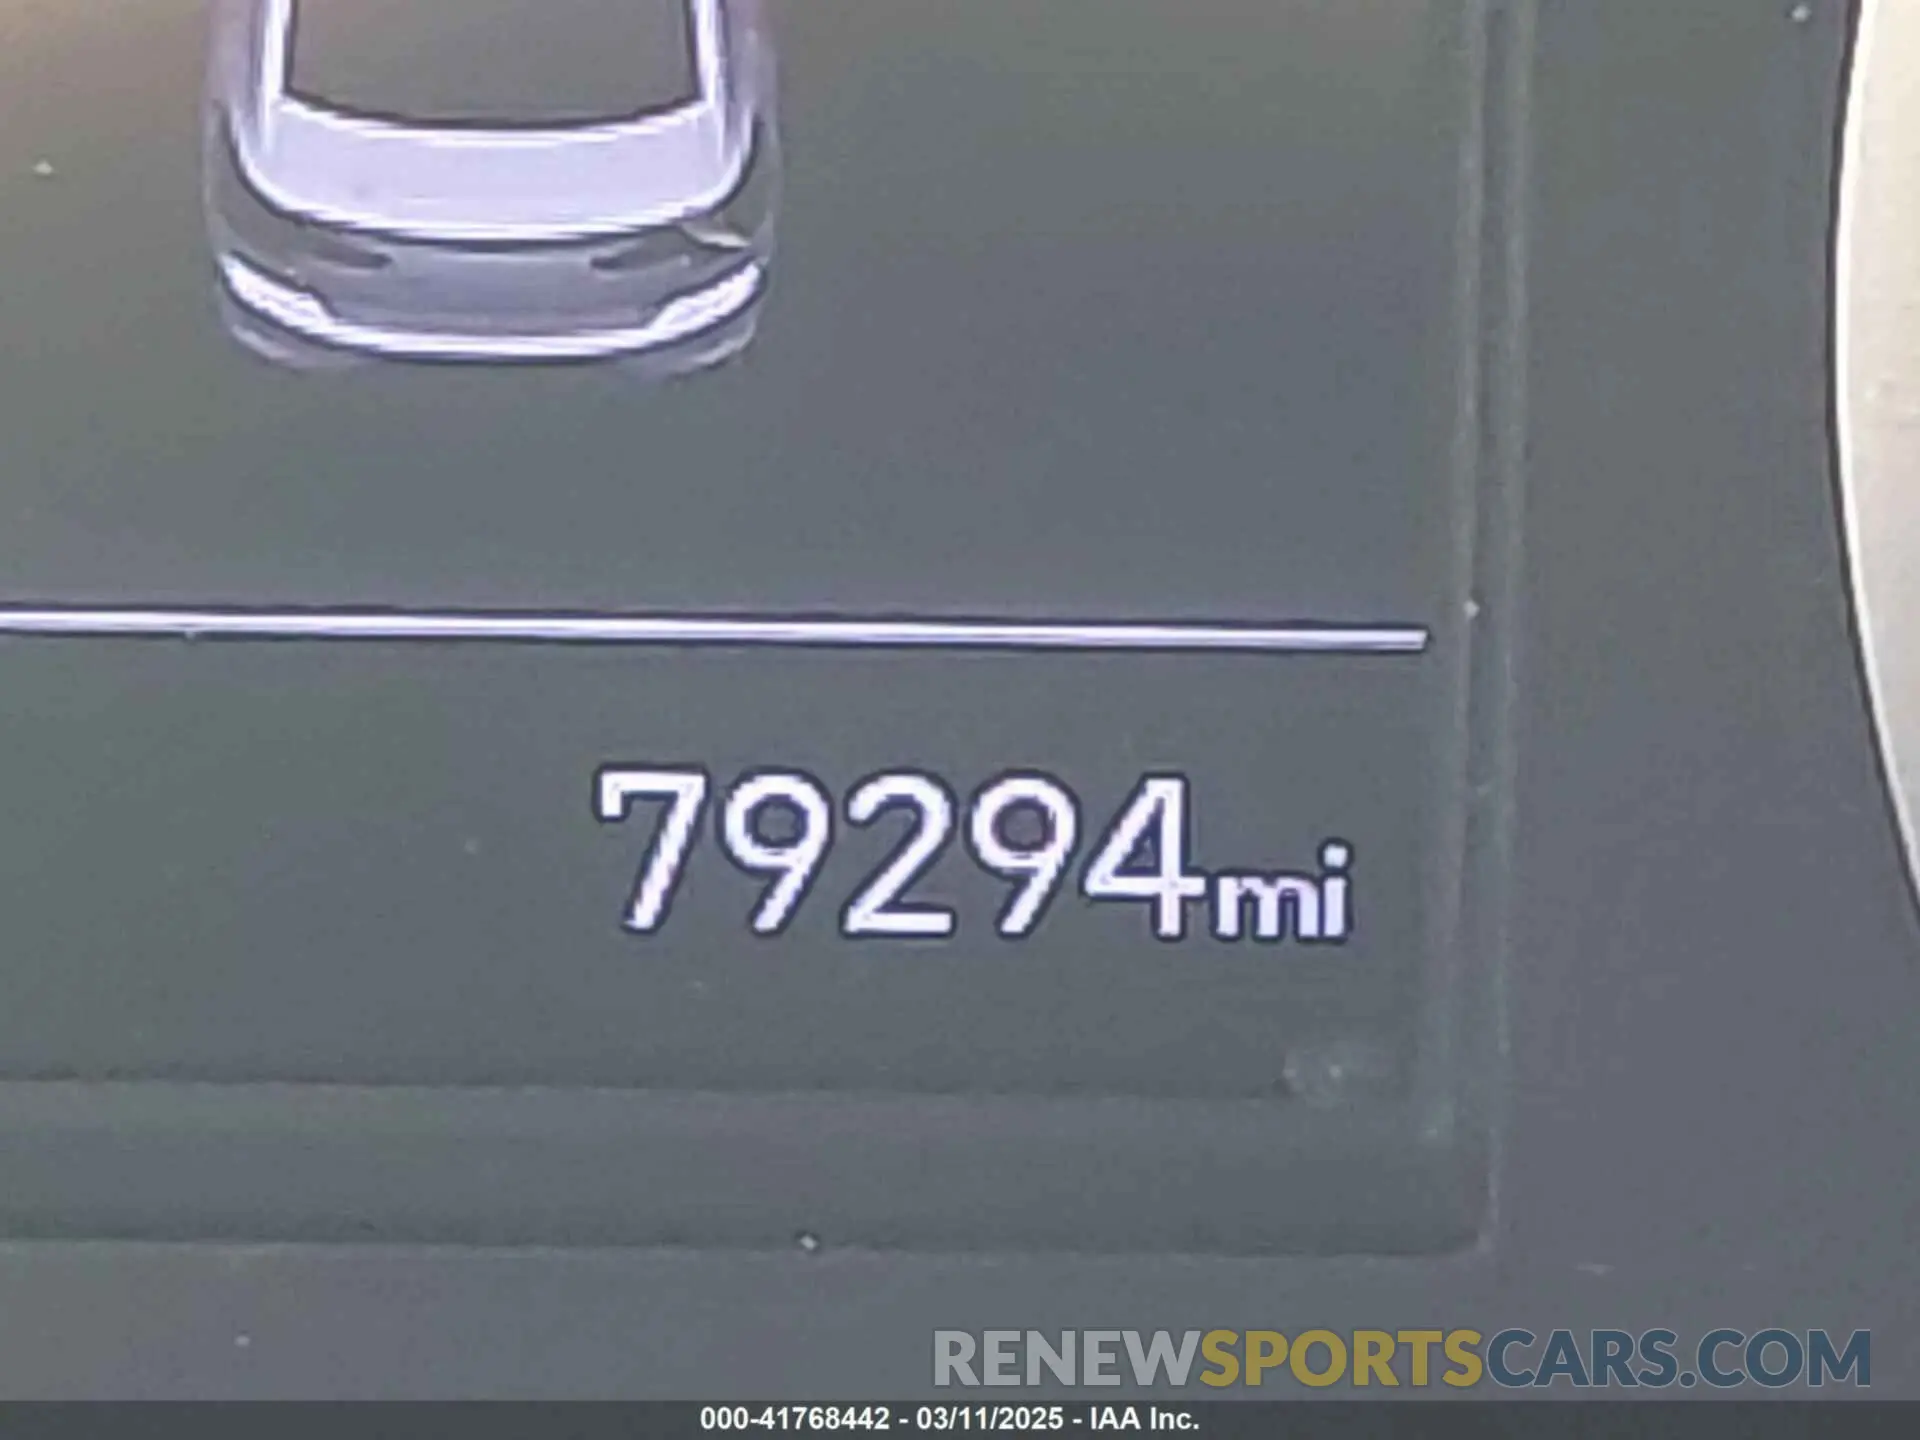 79294mi
RENEWSPORTSCARS.COM
000-41768442 - 03/11/2025 - IAA Inc.